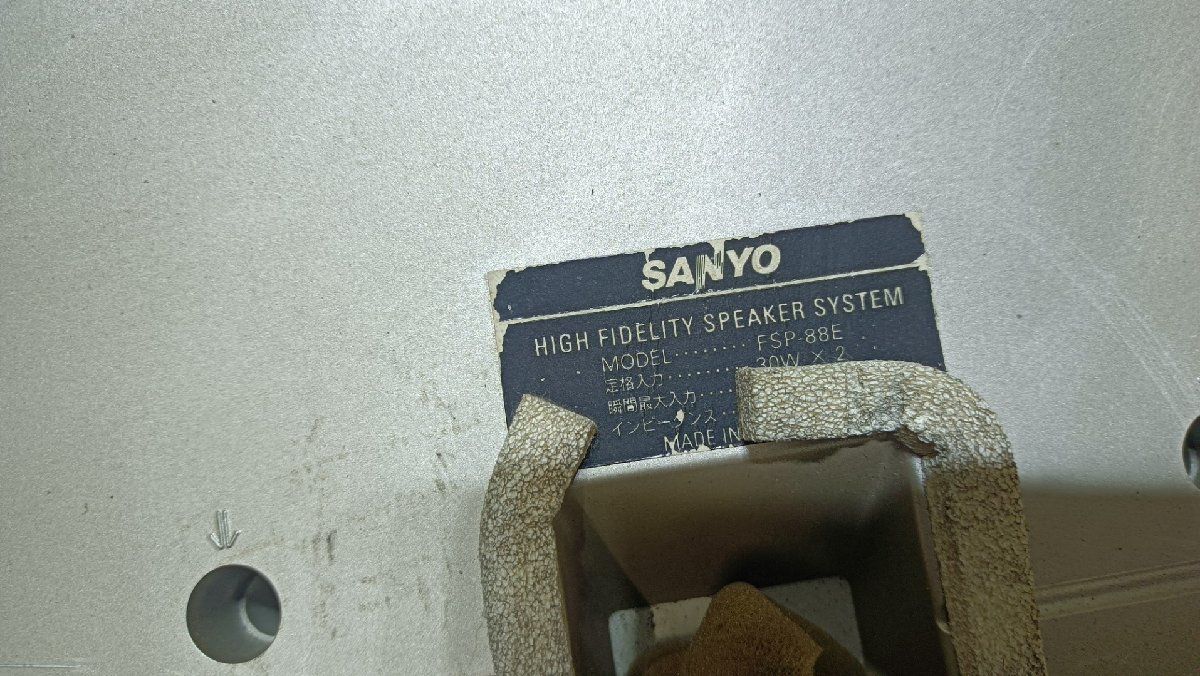 SANYO
HIGH FIDELITY SPEAKER SYSTEM
MODEL········ FSP-88E
定格入力······· 30W × 2
瞬間最大入力····
インピーダンス··
MADE IN